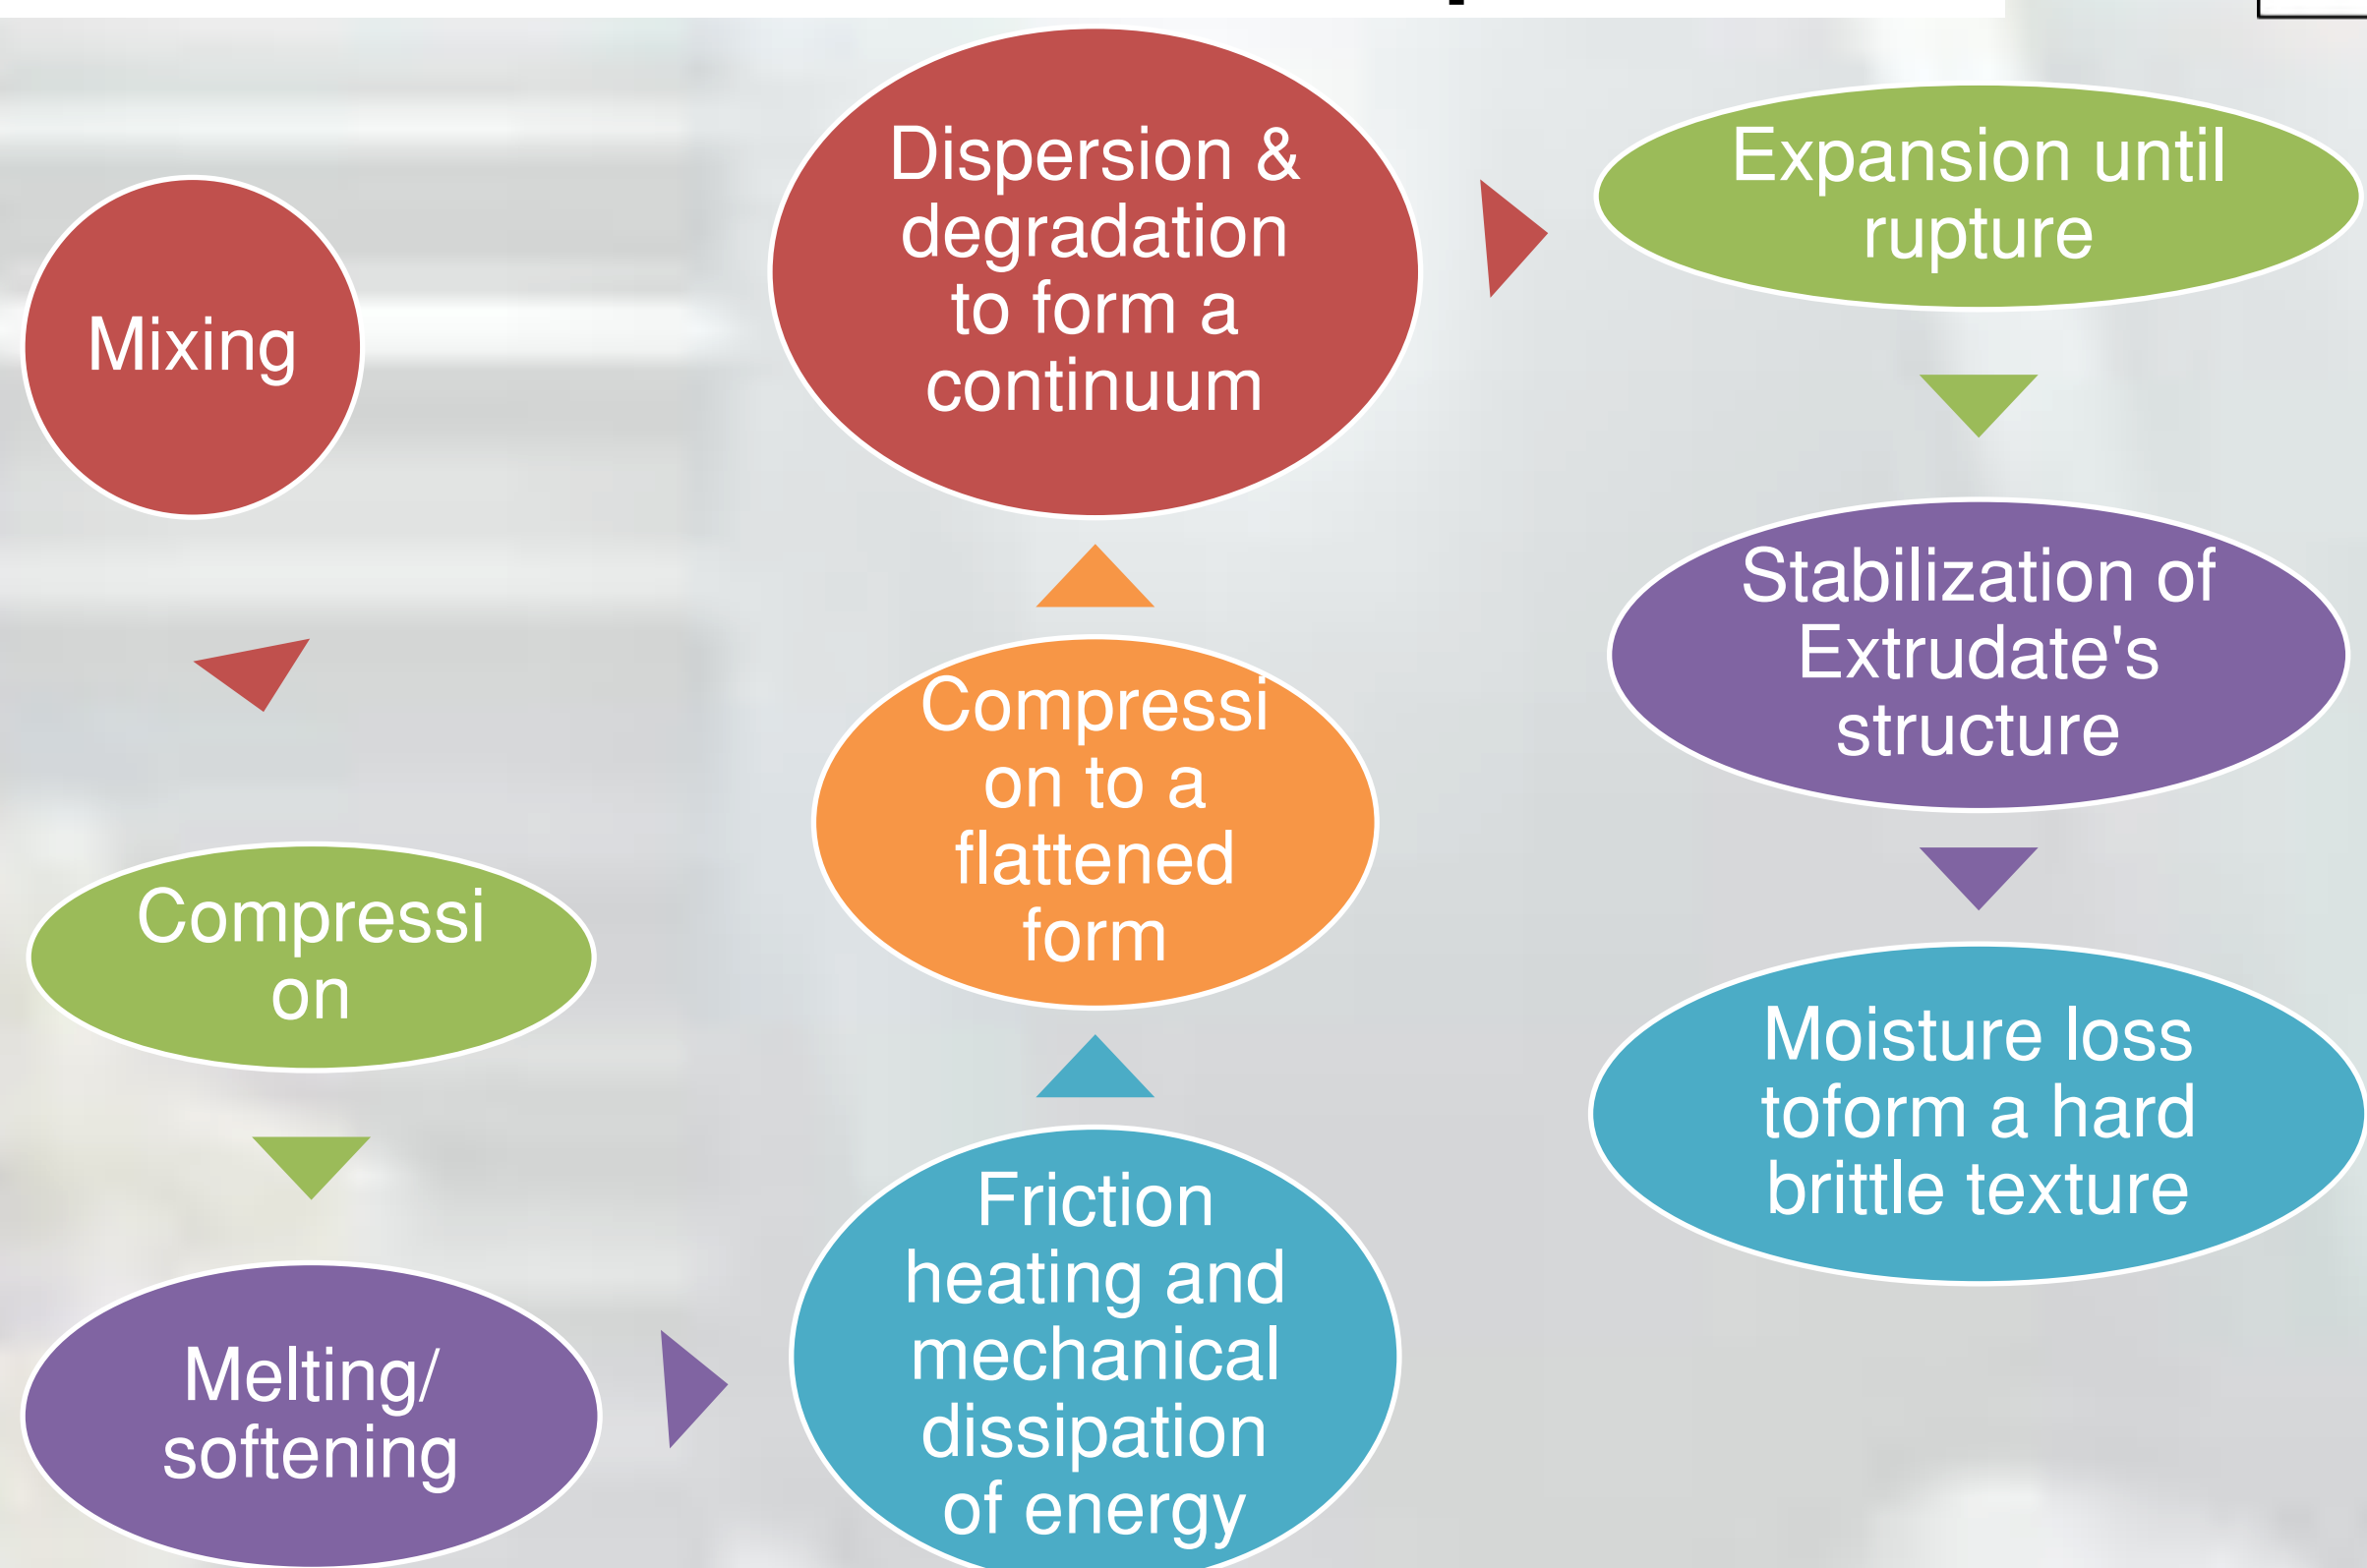 Mixing
Compressi
on
Melting/
softening
Friction
heating and
mechanical
dissipation
of energy
Compressi
on to a
flattened
form
Dispersion &
degradation
to form a
continuum
Expansion until
rupture
Stabilization of
Extrudate's
structure
Moisture loss
toform a hard
brittle texture